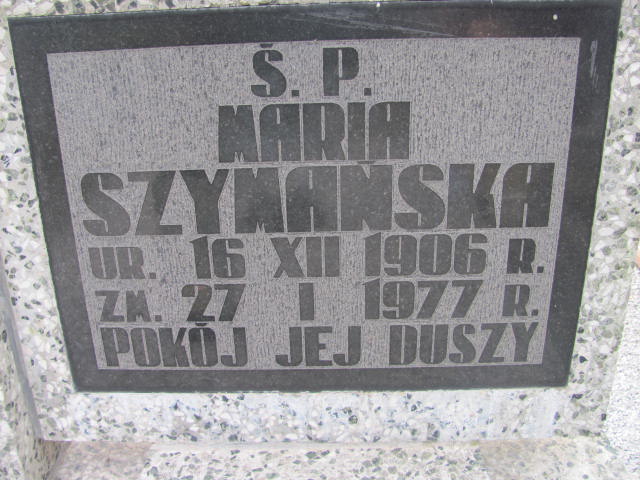 Ś. P.
MARIA
SZYMAŃSKA
UR. 16 XII 1906 R.
ZM. 27 I 1977 R.
POKÓJ JEJ DUSZY